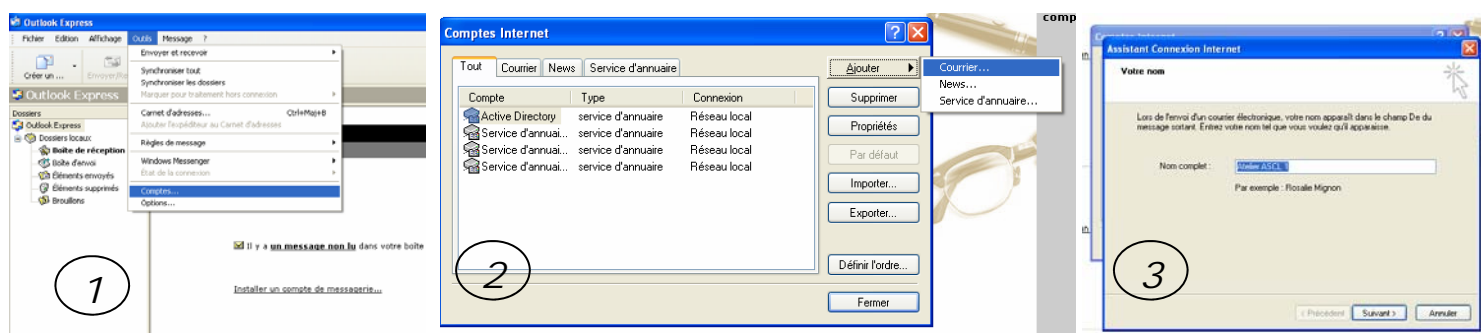 Outlook Express
Fichier Edition Affichage Outils Message ?
Créer un ... Envoyer/Re
Outlook Express
Dossiers
Outlook Express
Dossiers locaux
Boîte de réception
Boîte d'envoi
Éléments envoyés
Éléments supprimés
Brouillons
Envoyer et recevoir
Synchroniser tout
Synchroniser les dossiers
Marquer pour traitement hors connexion
Carnet d'adresses... Ctrl+Maj+B
Ajouter l'expéditeur au Carnet d'adresses
Règles de message
Windows Messenger
État de la connexion
Comptes...
Options...
Il y a un message non lu dans votre boîte
Installer un compte de messagerie...
1
Comptes Internet
Tout Courrier News Service d'annuaire
Compte Type Connexion
Active Directory service d'annuaire Réseau local
Service d'annuai... service d'annuaire Réseau local
Service d'annuai... service d'annuaire Réseau local
Service d'annuai... service d'annuaire Réseau local
Ajouter
Supprimer
Propriétés
Par défaut
Importer...
Exporter...
Définir l'ordre...
Fermer
Courrier...
News...
Service d'annuaire...
2
comp
Assistant Connexion Internet
Votre nom
Lors de l'envoi d'un courrier électronique, votre nom apparaît dans le champ De du
message sortant. Entrez votre nom tel que vous voulez qu'il apparaisse.
Nom complet : Atelier ASCL
Par exemple : Rosalie Mignon
3
< Précédent Suivant > Annuler